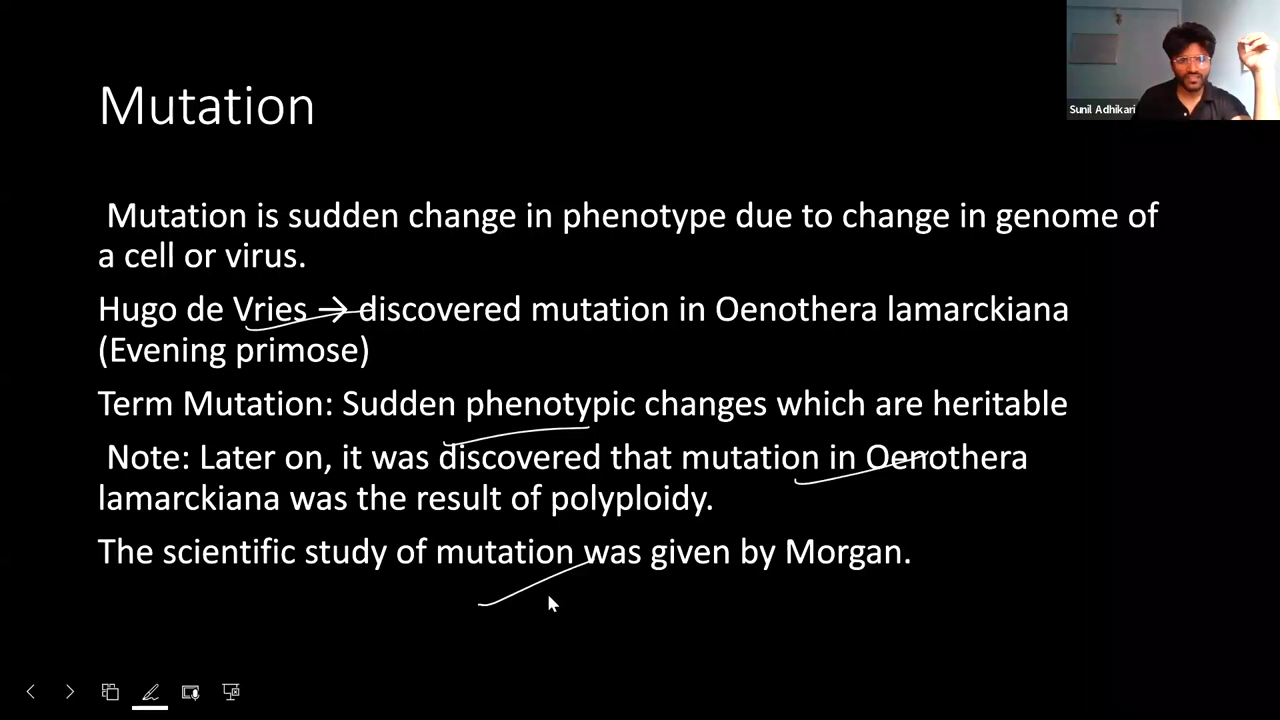 Mutation
Sunil Adhikari
Mutation is sudden change in phenotype due to change in genome of
a cell or virus.
Hugo de Vries → discovered mutation in Oenothera lamarckiana
(Evening primose)
Term Mutation: Sudden phenotypic changes which are heritable
Note: Later on, it was discovered that mutation in Oenothera
lamarckiana was the result of polyploidy.
The scientific study of mutation was given by Morgan.